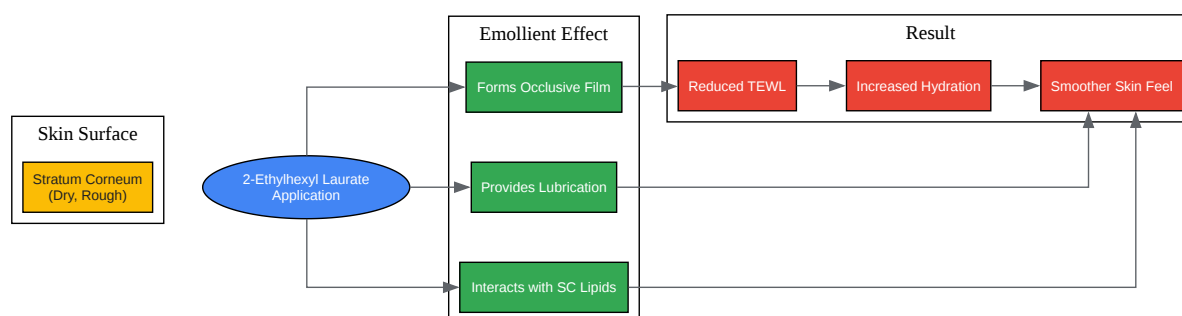 Skin Surface
Stratum Corneum
(Dry, Rough)
2-Ethylhexyl Laurate
Application
Emollient Effect
Forms Occlusive Film
Provides Lubrication
Interacts with SC Lipids
Result
Reduced TEWL
Increased Hydration
Smoother Skin Feel